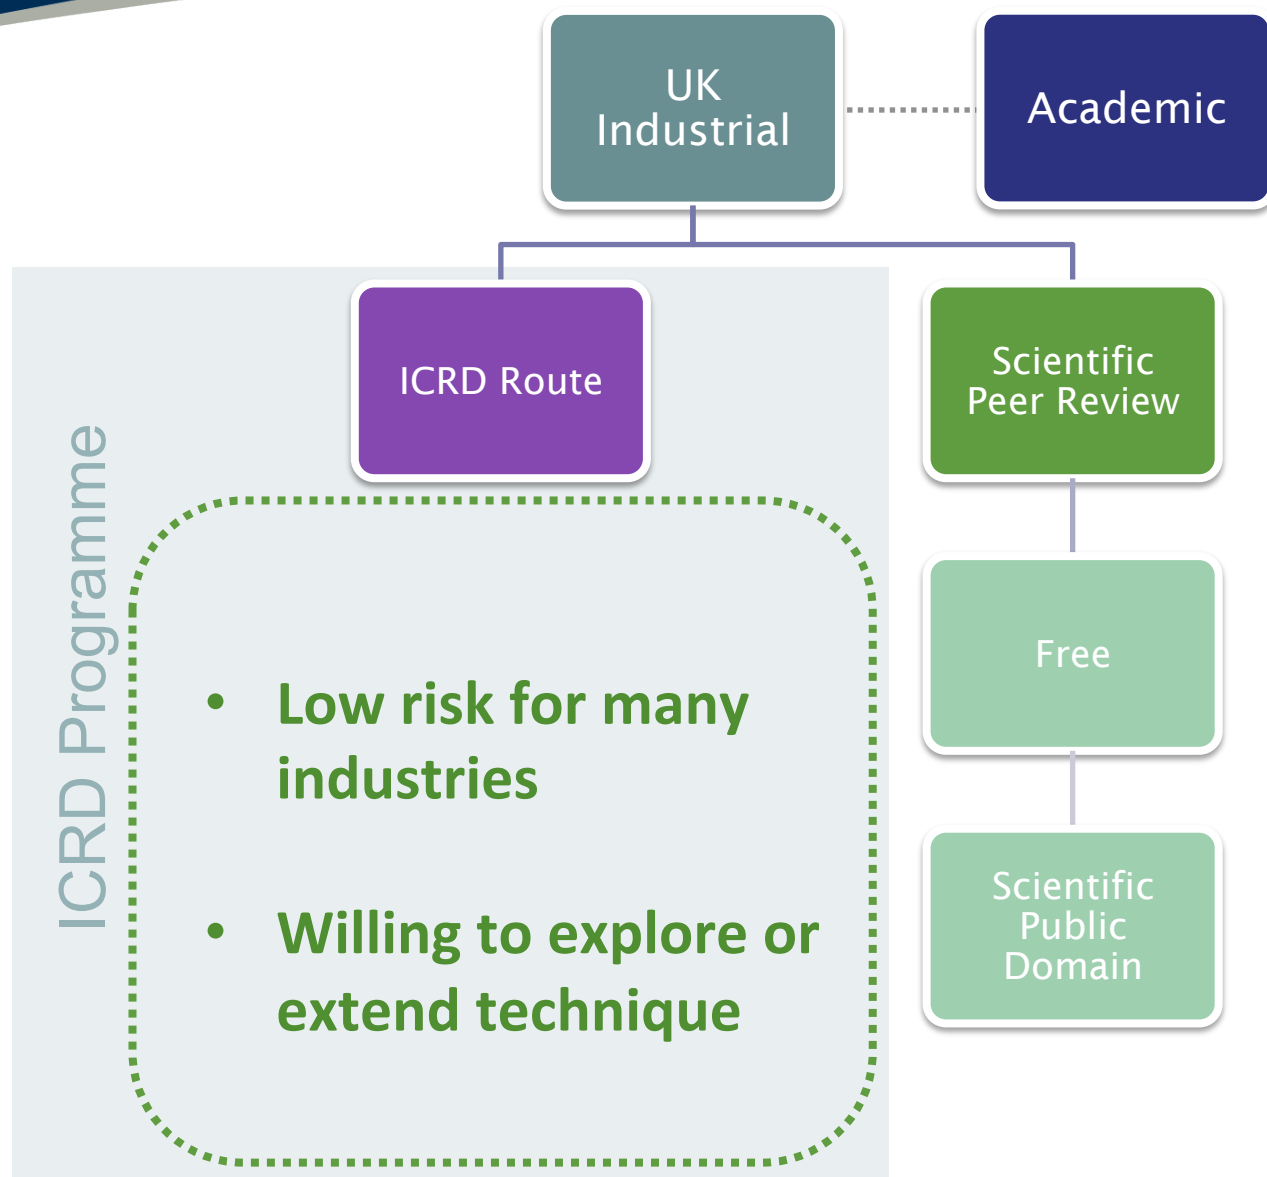 UK
Industrial
Academic
ICRD Route
Scientific
Peer Review
ICRD Programme
• Low risk for many
industries
• Willing to explore or
extend technique
Free
Scientific
Public
Domain